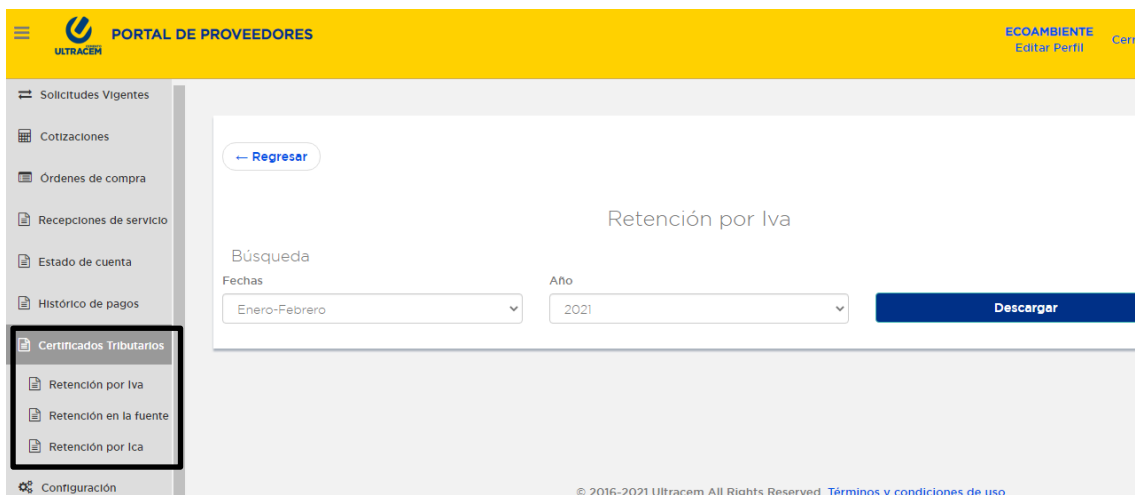 PORTAL DE PROVEEDORES
ULTRACEM
ECOAMBIENTE
Editar Perfil
Solicitudes Vigentes
Cotizaciones
Órdenes de compra
Recepciones de servicio
Estado de cuenta
Histórico de pagos
Certificados Tributarios
Retención por Iva
Retención en la fuente
Retención por Ica
Configuración
← Regresar
Retención por Iva
Búsqueda
Fechas
Año
Enero-Febrero
2021
Descargar
© 2016-2021 Ultracem All Rights Reserved Términos y condiciones de uso